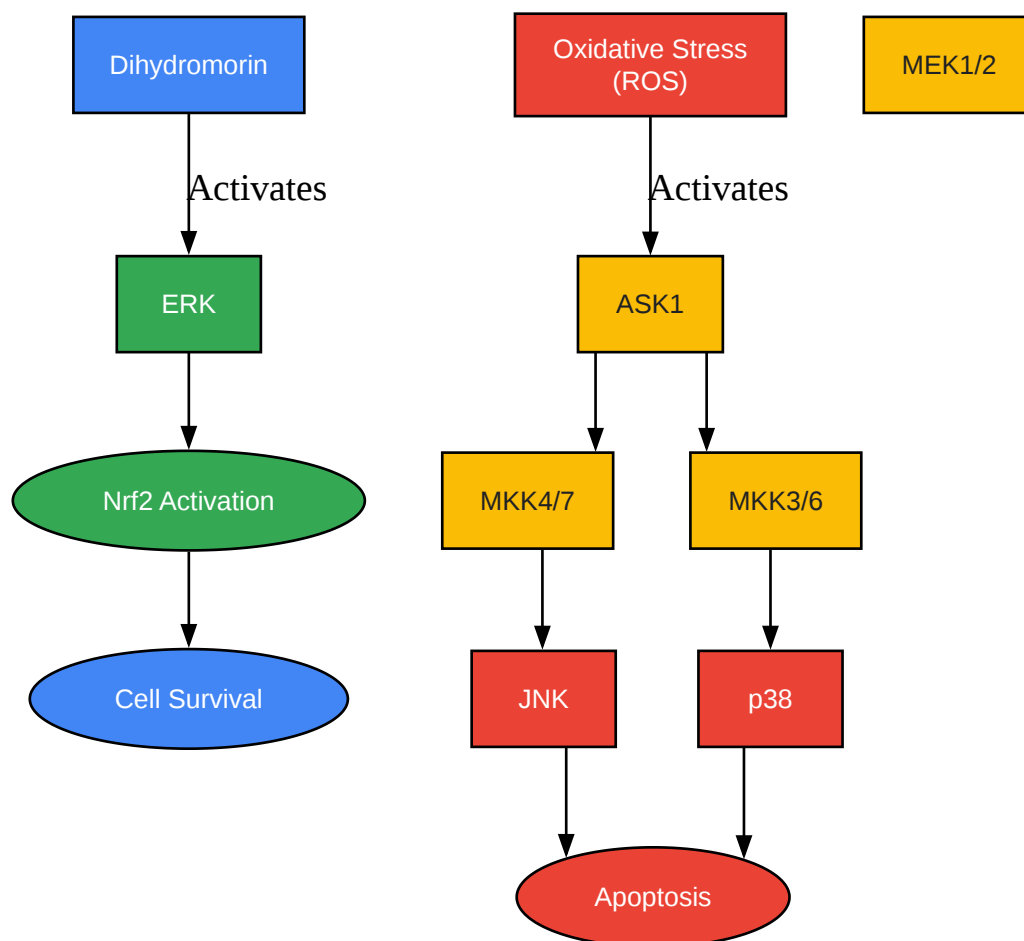 Dihydromorin
Oxidative Stress
(ROS)
MEK1/2
Activates
Activates
ERK
ASK1
Nrf2 Activation
MKK4/7
MKK3/6
Cell Survival
JNK
p38
Apoptosis